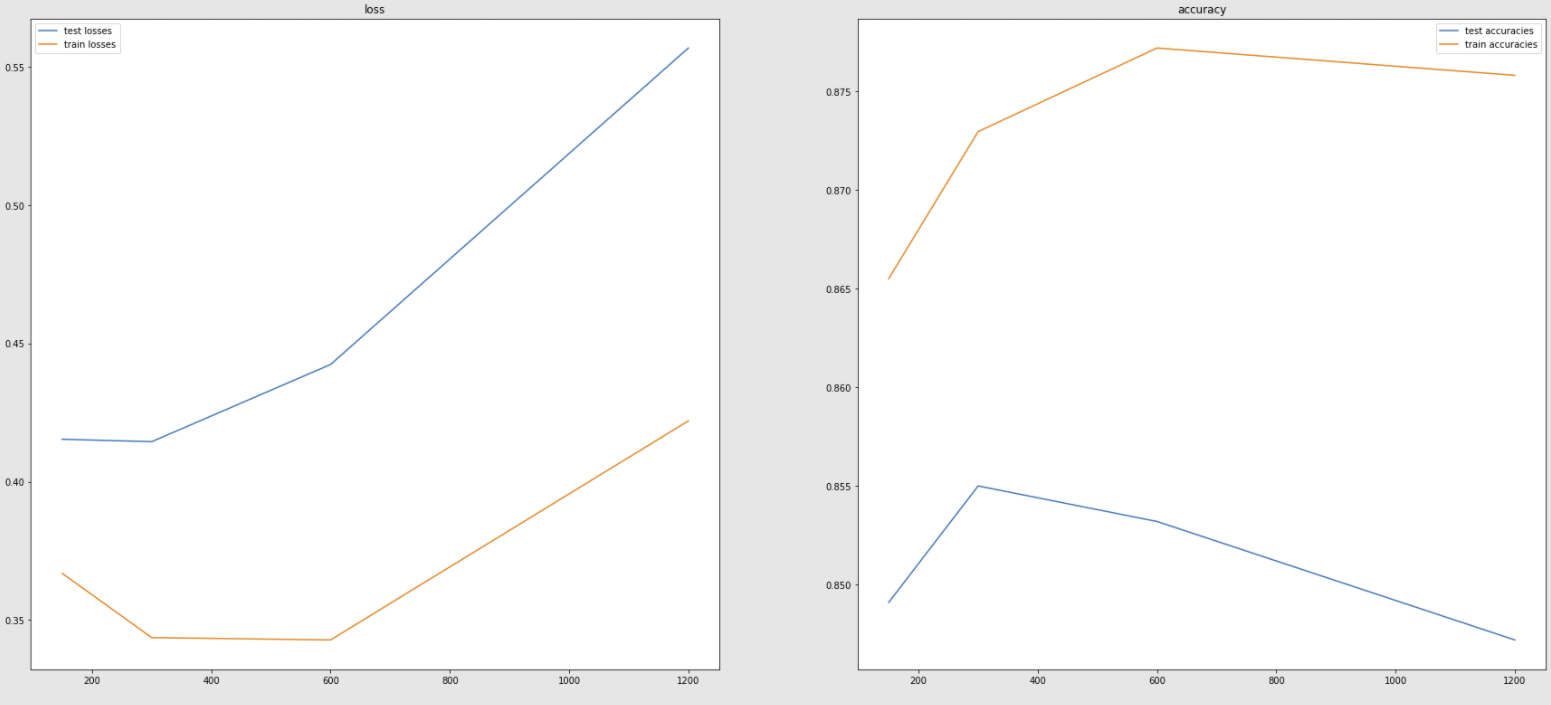 loss
test losses
train losses
0.55
0.50
0.45
0.40
0.35
200 400 600 800 1000 1200
accuracy
test accuracies
train accuracies
0.875
0.870
0.865
0.860
0.855
0.850
200 400 600 800 1000 1200